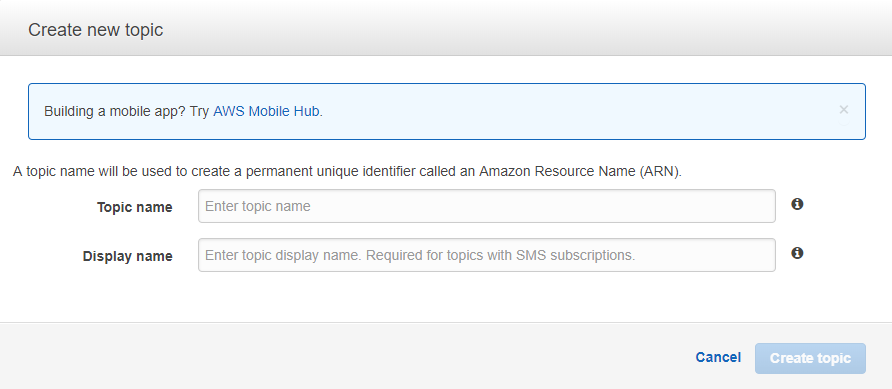 Create new topic
Building a mobile app? Try AWS Mobile Hub.
×
A topic name will be used to create a permanent unique identifier called an Amazon Resource Name (ARN).
Topic name Enter topic name
Display name Enter topic display name. Required for topics with SMS subscriptions.
Cancel Create topic